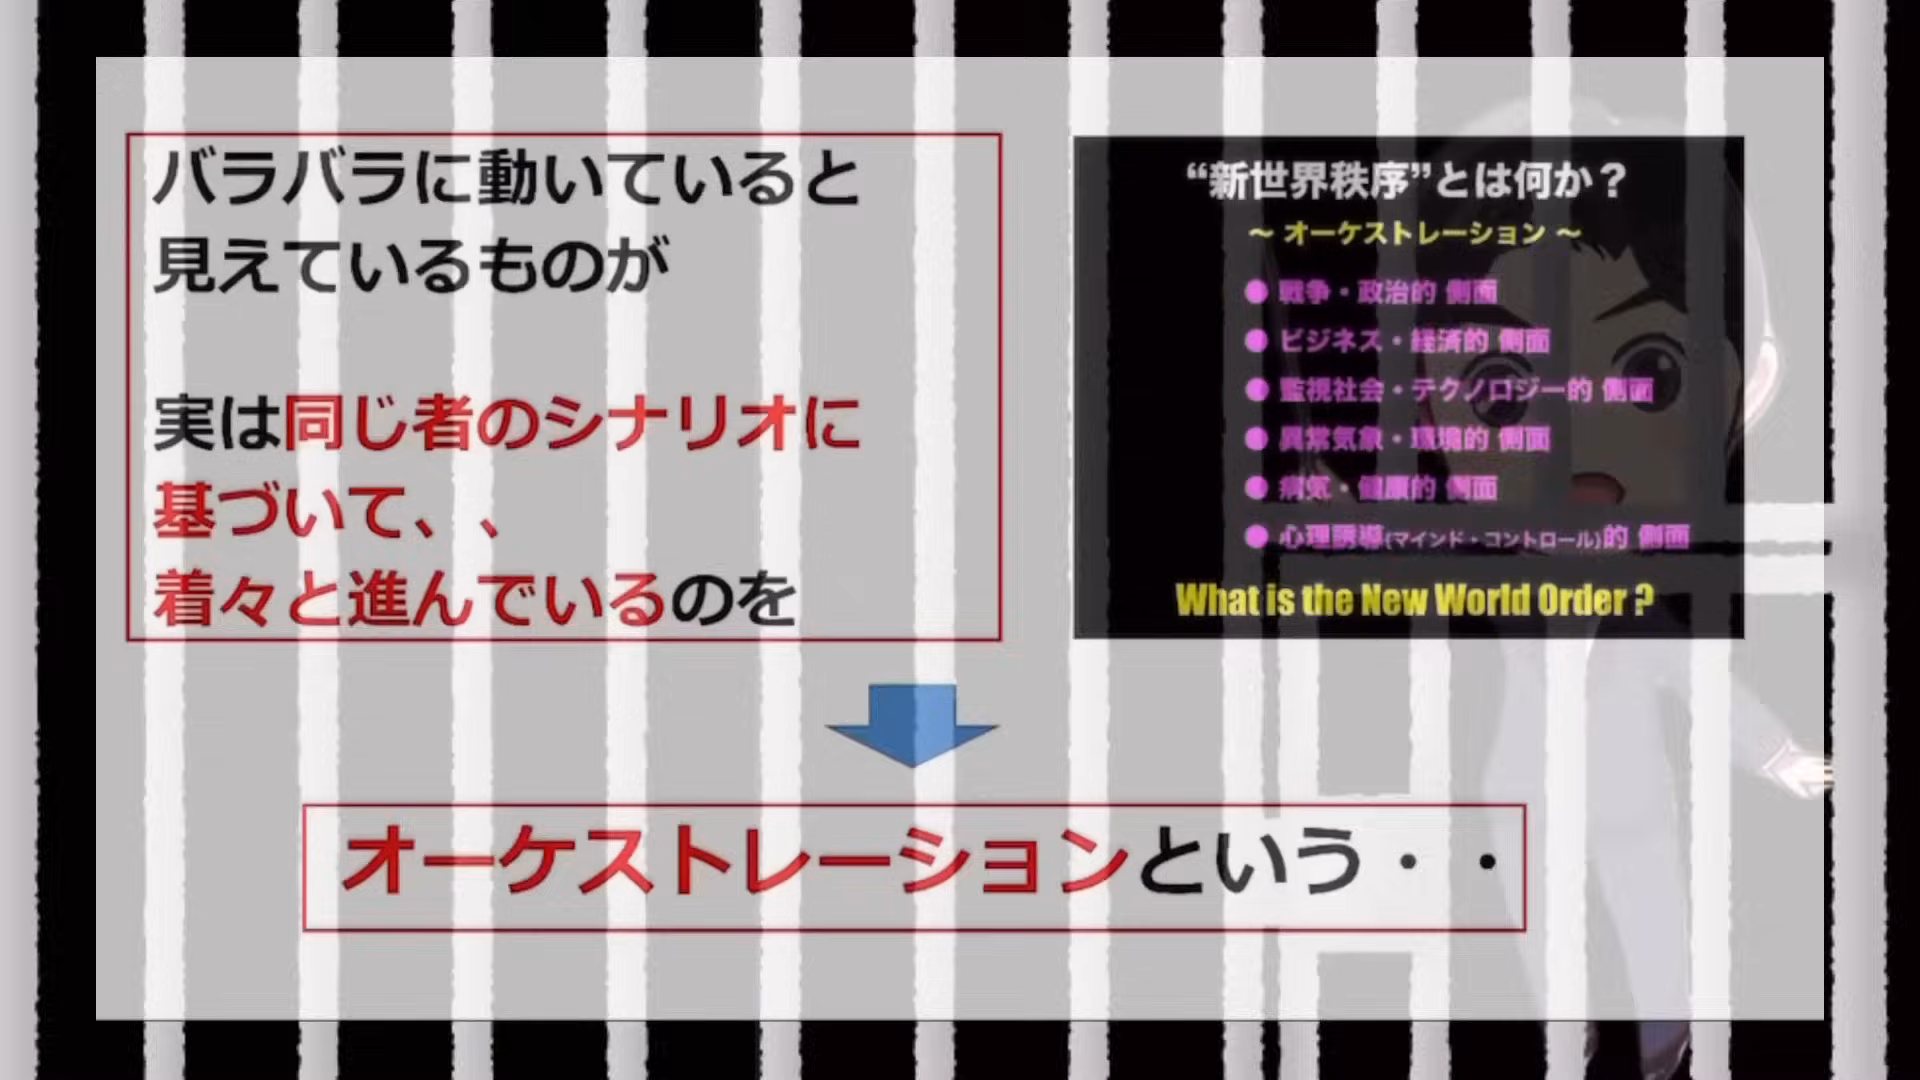 バラバラに動いていると
見えているものが
実は同じ者のシナリオに
基づいて、、
着々と進んでいるのを
“新世界秩序”とは何か？
～ オーケストレーション ～
● 戦争・政治的 側面
● ビジネス・経済的 側面
● 監視社会・テクノロジー的 側面
● 異常気象・環境的 側面
● 病気・健康的 側面
● 心理誘導(マインド・コントロール)的 側面
What is the New World Order ?
オーケストレーションという・・